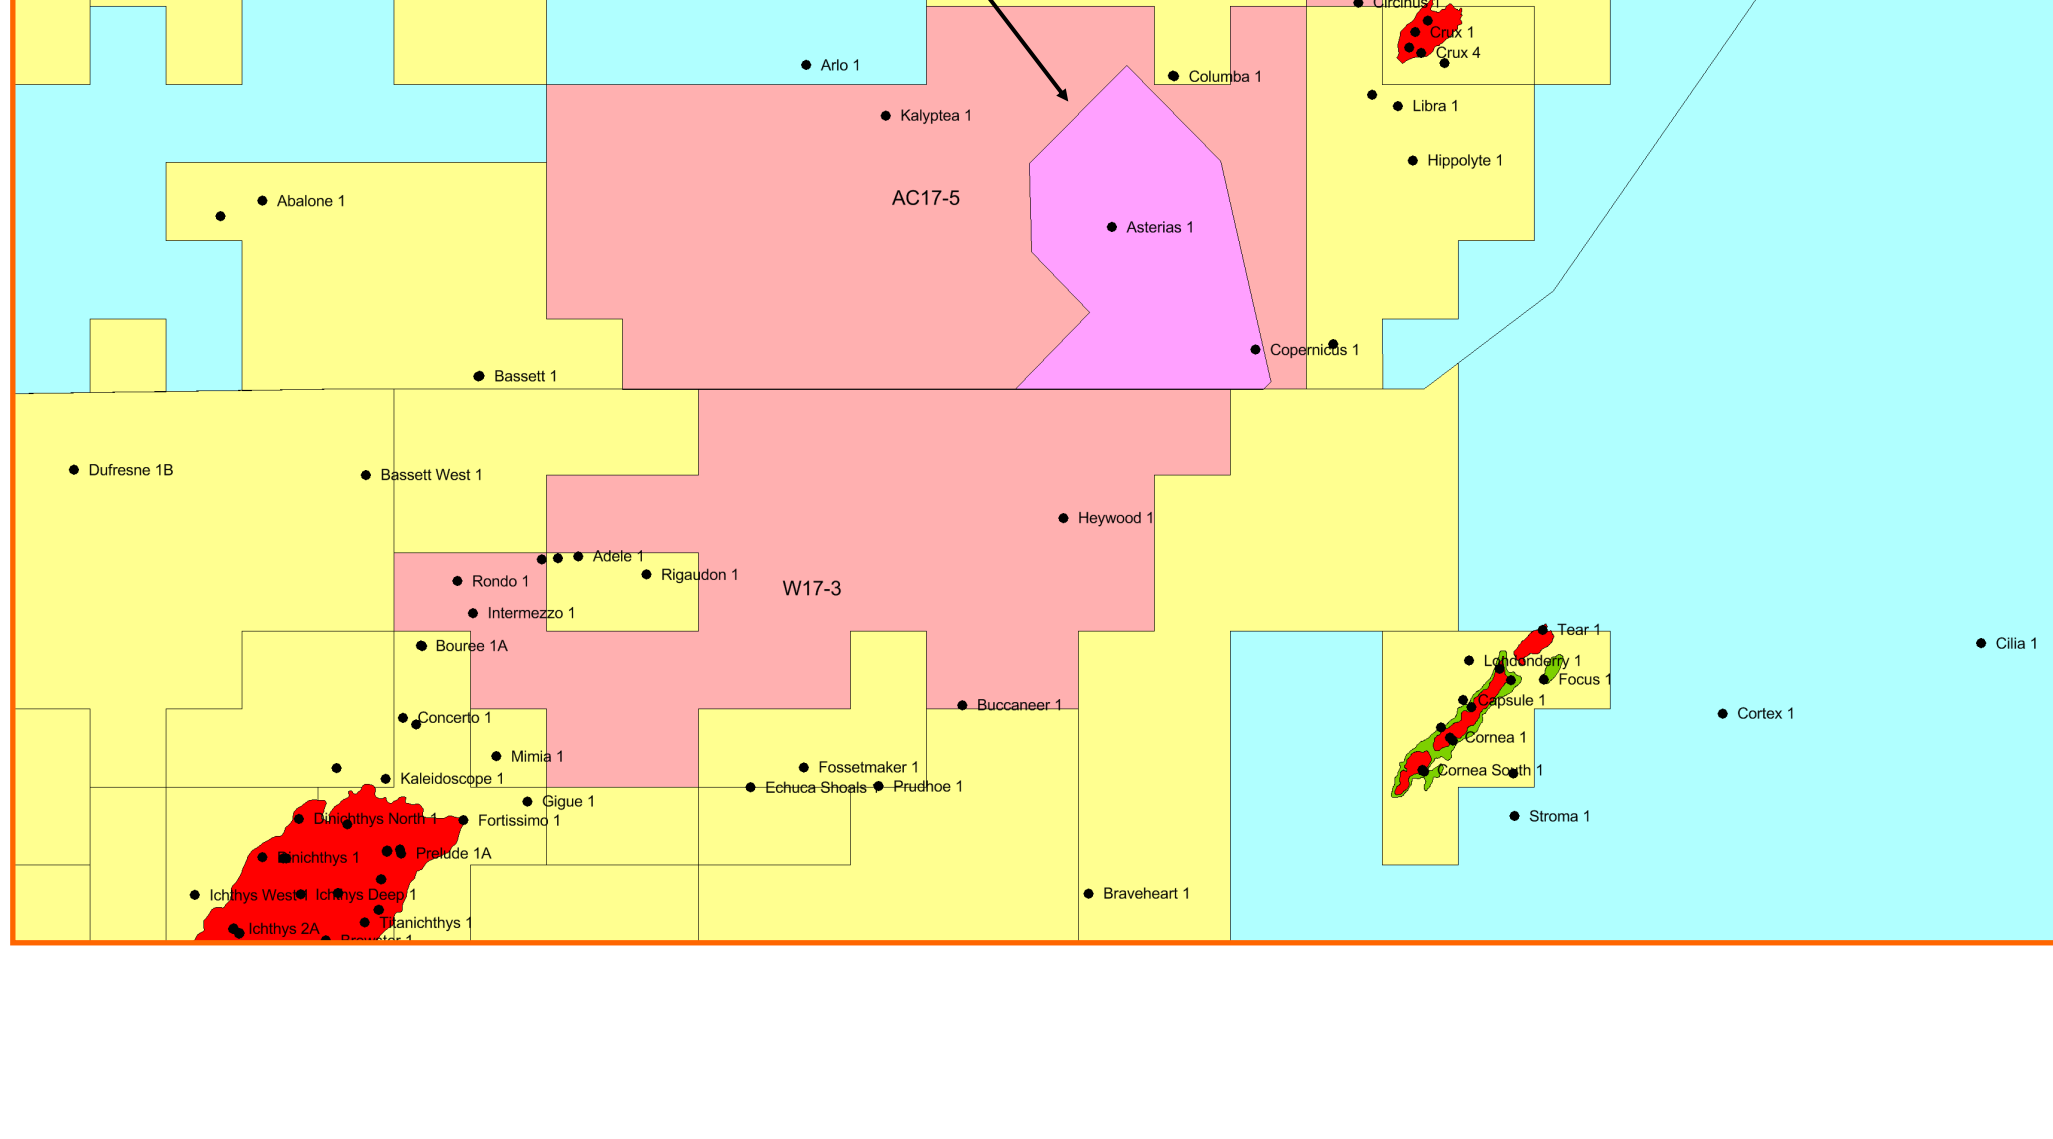 Circinus 1
Crux 1
Crux 4
Arlo 1
Columba 1
Libra 1
Kalyptea 1
Hippolyte 1
AC17-5
Abalone 1
Asterias 1
Copernicus 1
Bassett 1
Dufresne 1B
Bassett West 1
Heywood 1
Adele 1
Rigaudon 1
Rondo 1
W17-3
Intermezzo 1
Tear 1
Bouree 1A
Cilia 1
Londonderry 1
Focus 1
Capsule 1
Buccaneer 1
Cortex 1
Concerto 1
Cornea 1
Mimia 1
Fossetmaker 1
Cornea South 1
Kaleidoscope 1
Echuca Shoals 1
Prudhoe 1
Gigue 1
Stroma 1
Dinichthys North 1
Fortissimo 1
Prelude 1A
Dinichthys 1
Braveheart 1
Ichthys West 1
Ichthys Deep 1
Titanichthys 1
Ichthys 2A
Brewster 1